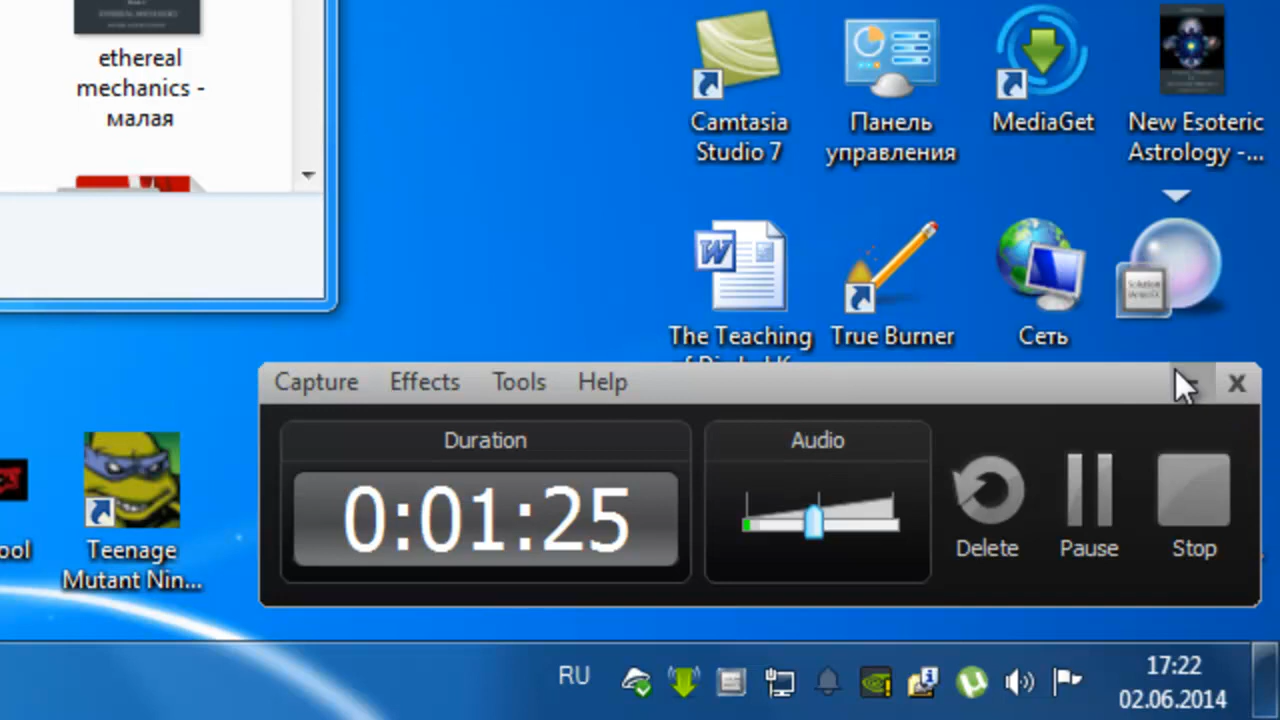 ethereal
mechanics -
малая
Camtasia
Studio 7
Панель
управления
MediaGet
New Esoteric
Astrology -...
The Teaching
True Burner
Сеть
Capture Effects Tools Help
Duration
Audio
0:01:25
Delete
Pause
Stop
ool
Teenage
Mutant Nin...
RU
17:22
02.06.2014